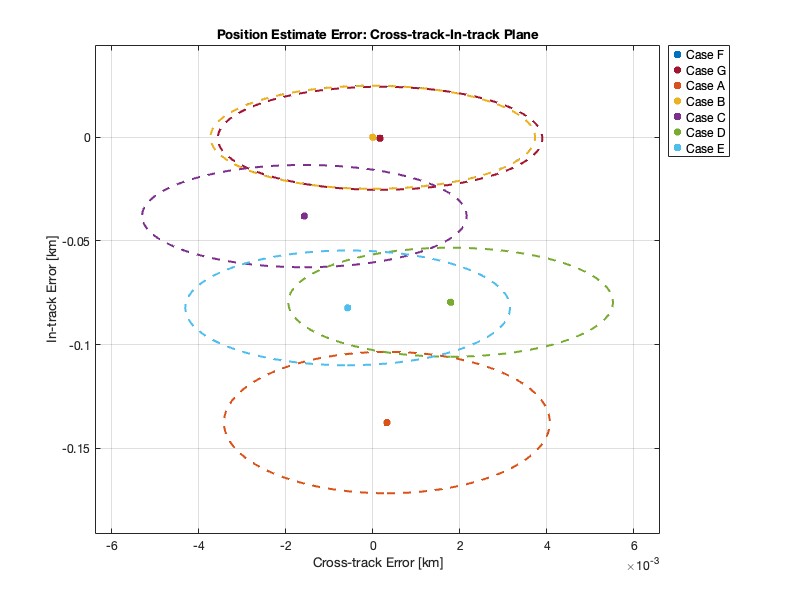 Position Estimate Error: Cross-track-In-track Plane
Case F
Case G
Case A
Case B
Case C
Case D
Case E
0
-0.05
-0.1
-0.15
In-track Error [km]
-6
-4
-2
0
2
4
6
Cross-track Error [km]
×10⁻³